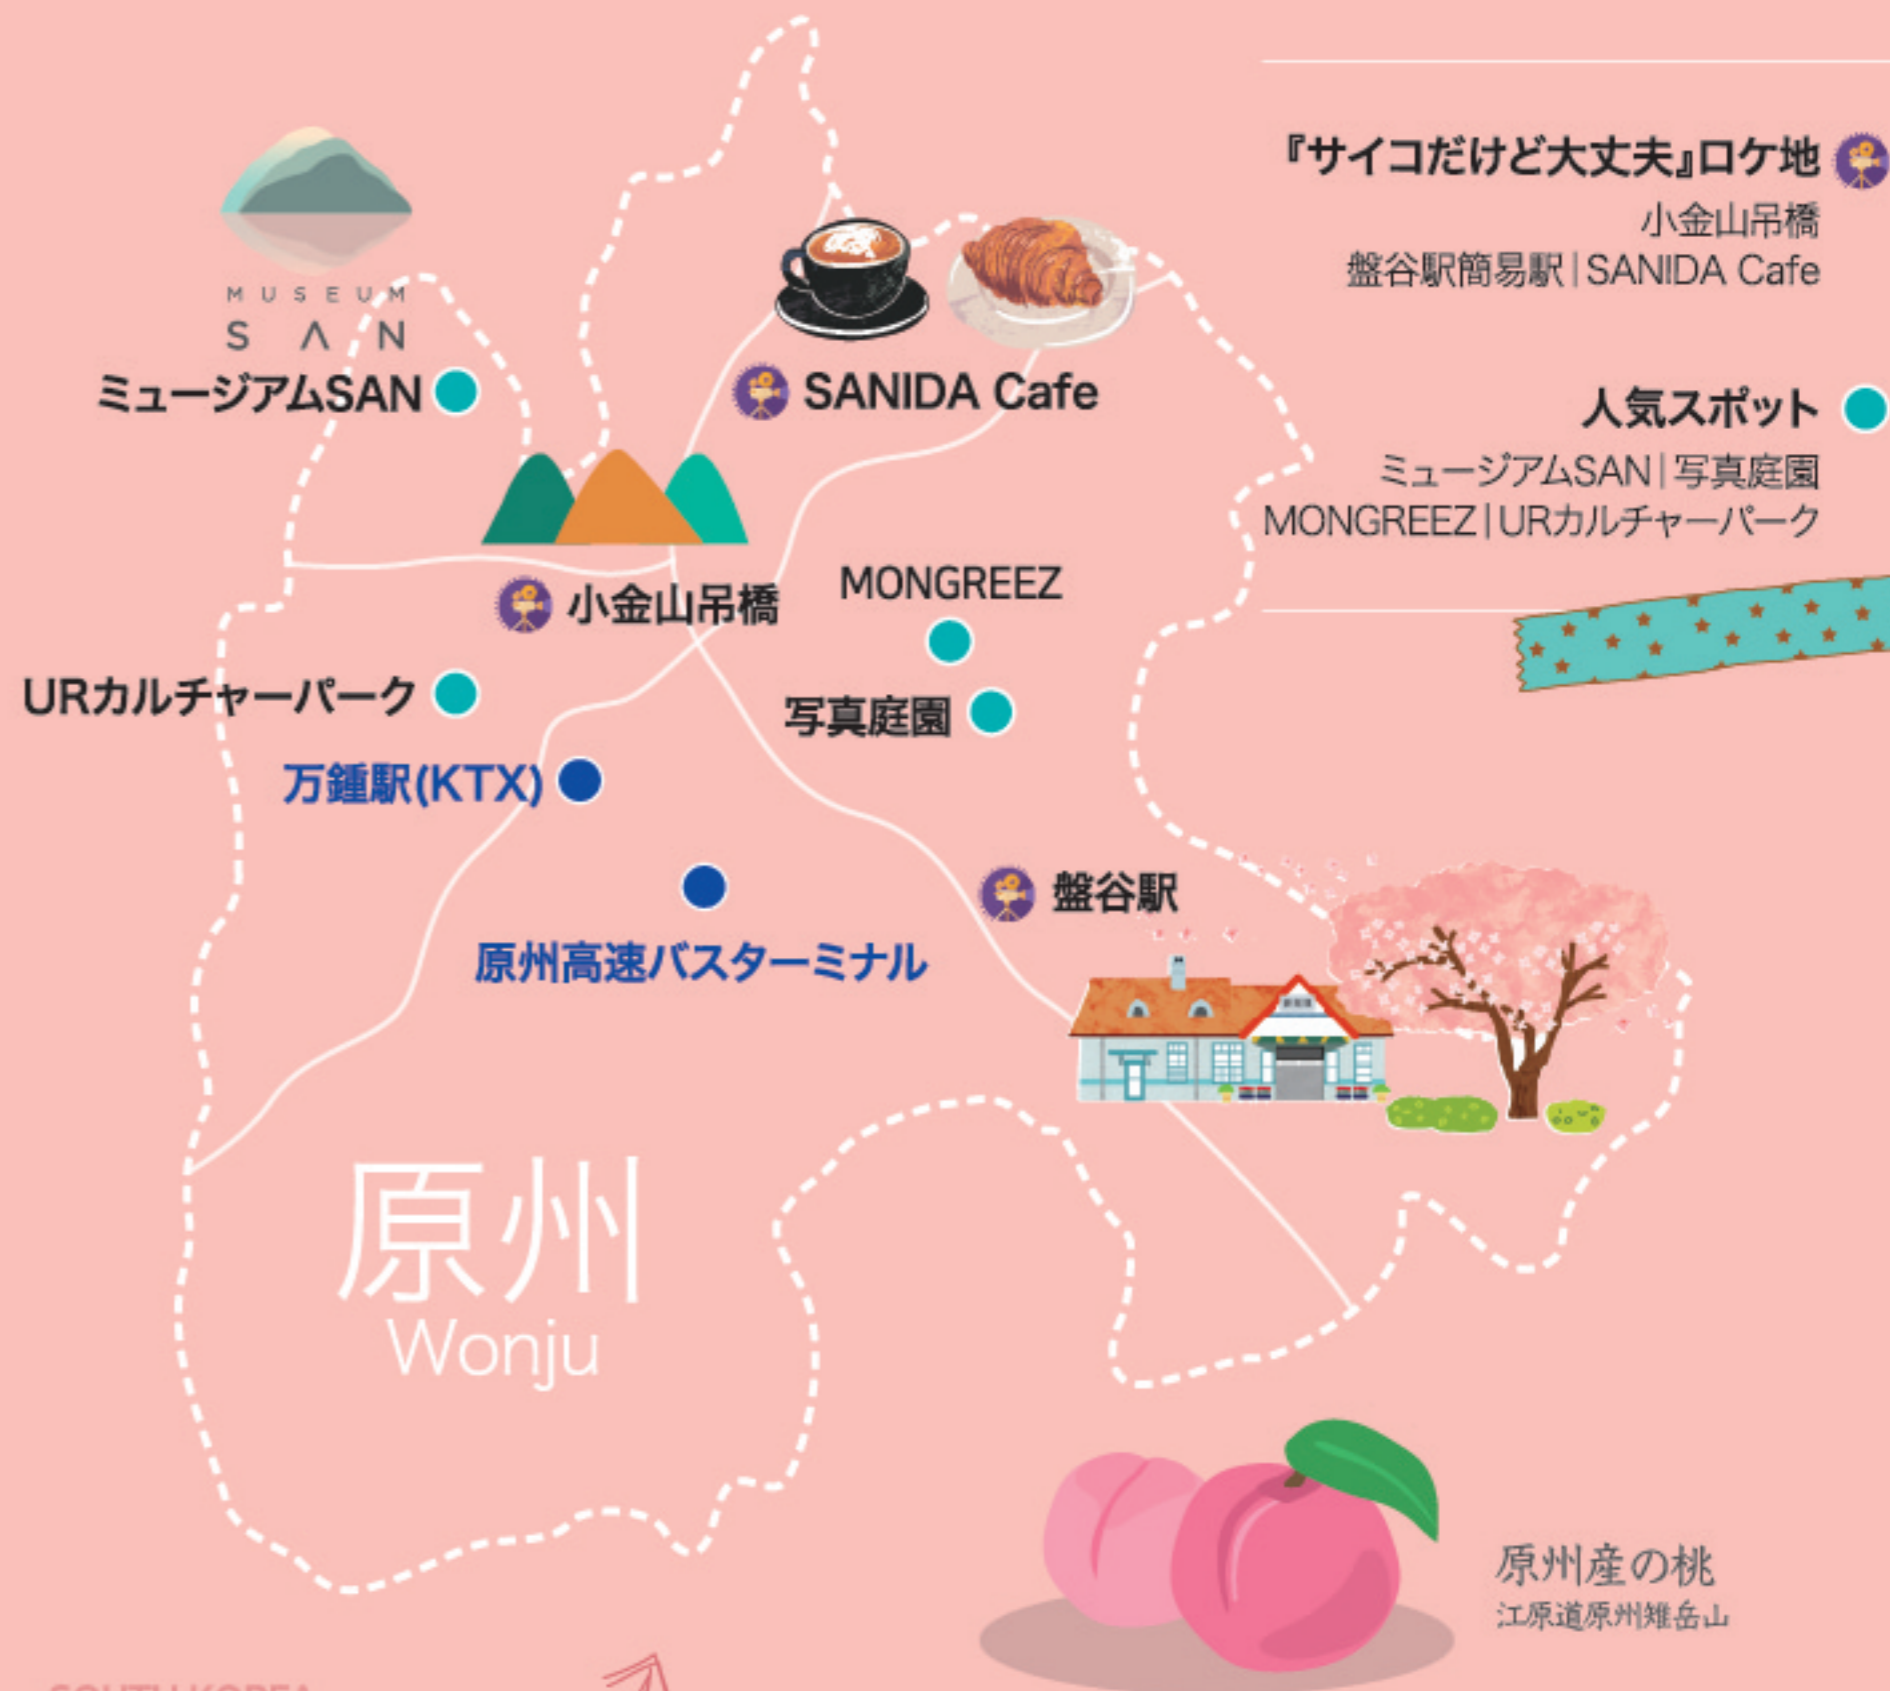 『サイコだけど大丈夫』ロケ地
小金山吊橋
盤谷駅簡易駅|SANIDA Cafe
人気スポット
ミュージアムSAN|写真庭園
MONGREEZ|URカルチャーパーク
MUSEUM
SAN
ミュージアムSAN
SANIDA Cafe
小金山吊橋
MONGREEZ
URカルチャーパーク
写真庭園
万鍾駅(KTX)
盤谷駅
原州高速バスターミナル
原州
Wonju
原州産の桃
江原道原州雉岳山
SOUTH KOREA